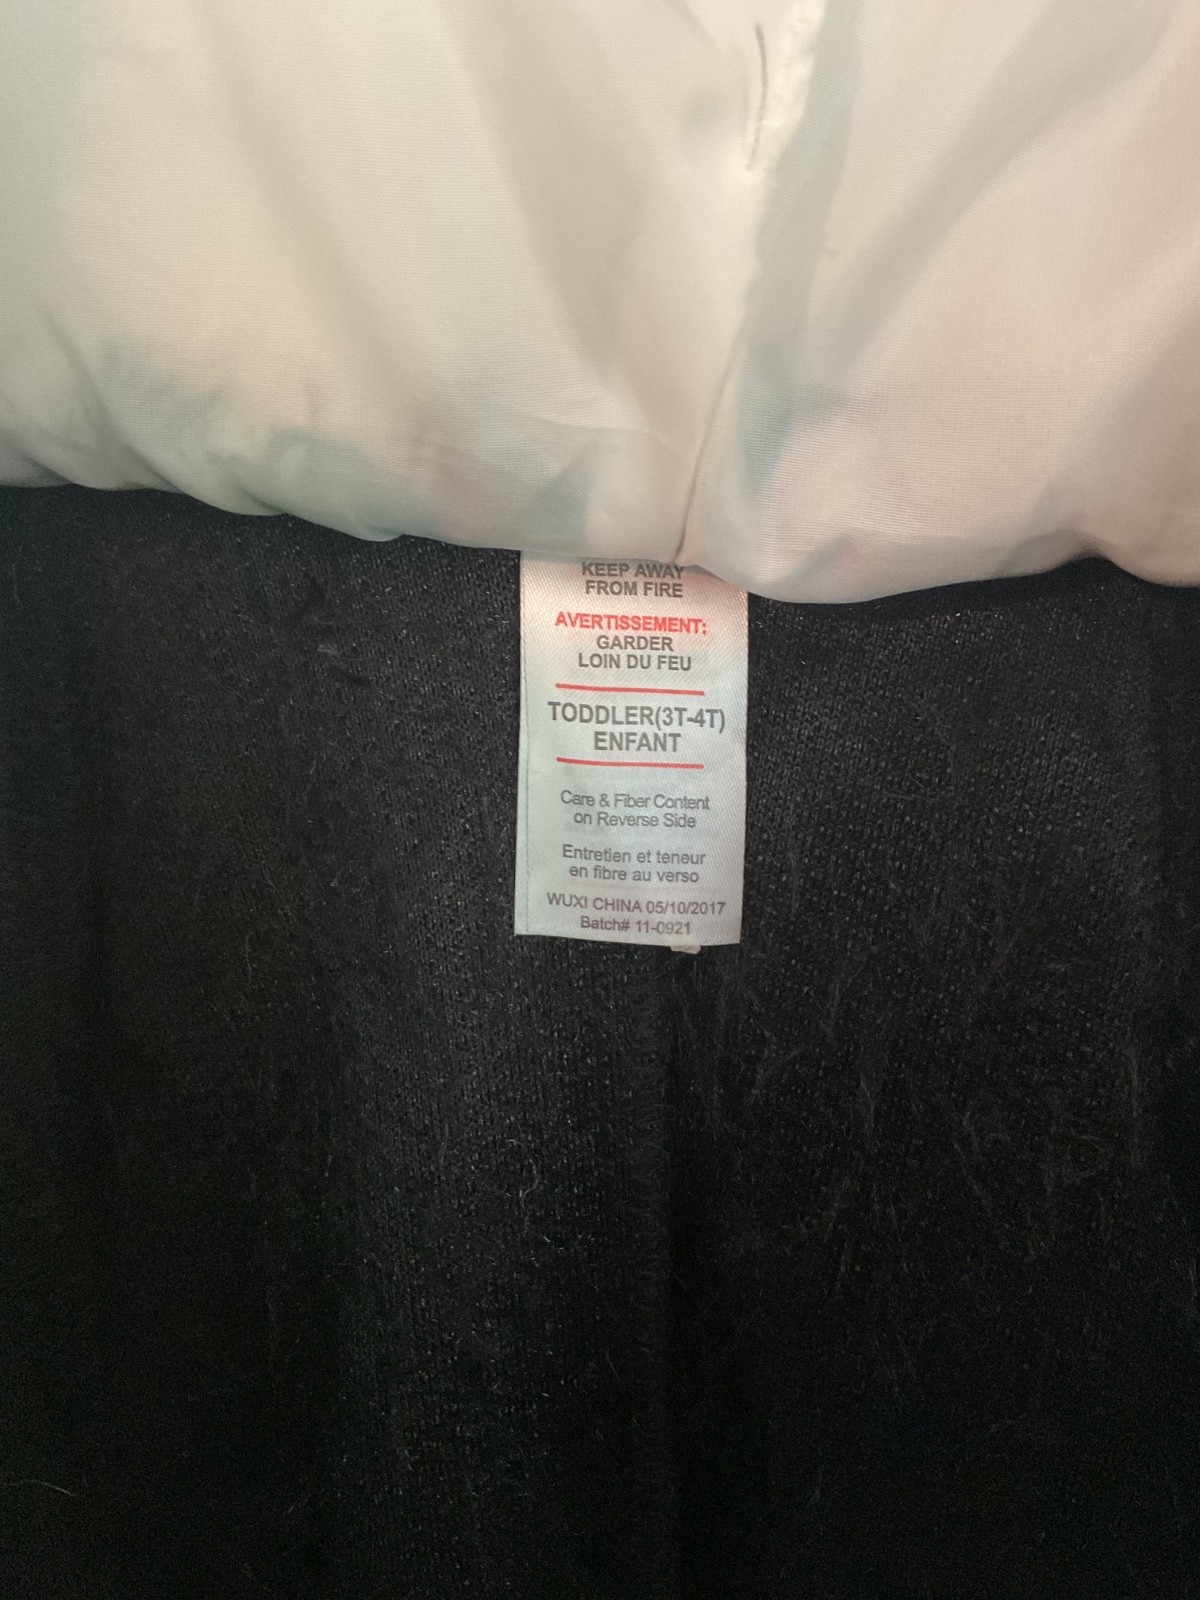 KEEP AWAY
FROM FIRE
AVERTISSEMENT:
GARDER
LOIN DU FEU
TODDLER(3T-4T)
ENFANT
Care & Fiber Content
on Reverse Side
Entretien et teneur
en fibre au verso
WUXI CHINA 05/10/2017
Batch# 11-0921